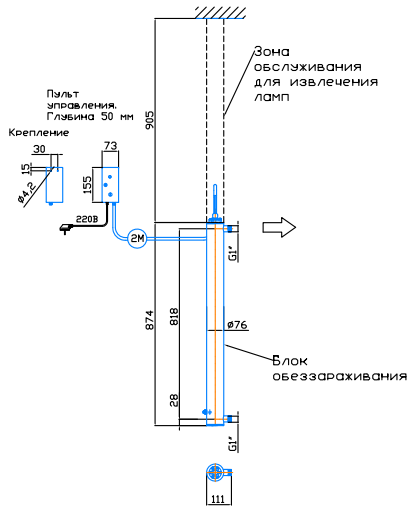 Зона
обслуживания
для извлечения
ламп
905
Пульт
управления.
Глубина 50 мм
Крепление
30
73
15
155
Ø4,2
220В
2М
G1"
874
818
Ø76
Блок
обеззараживания
28
G1"
111